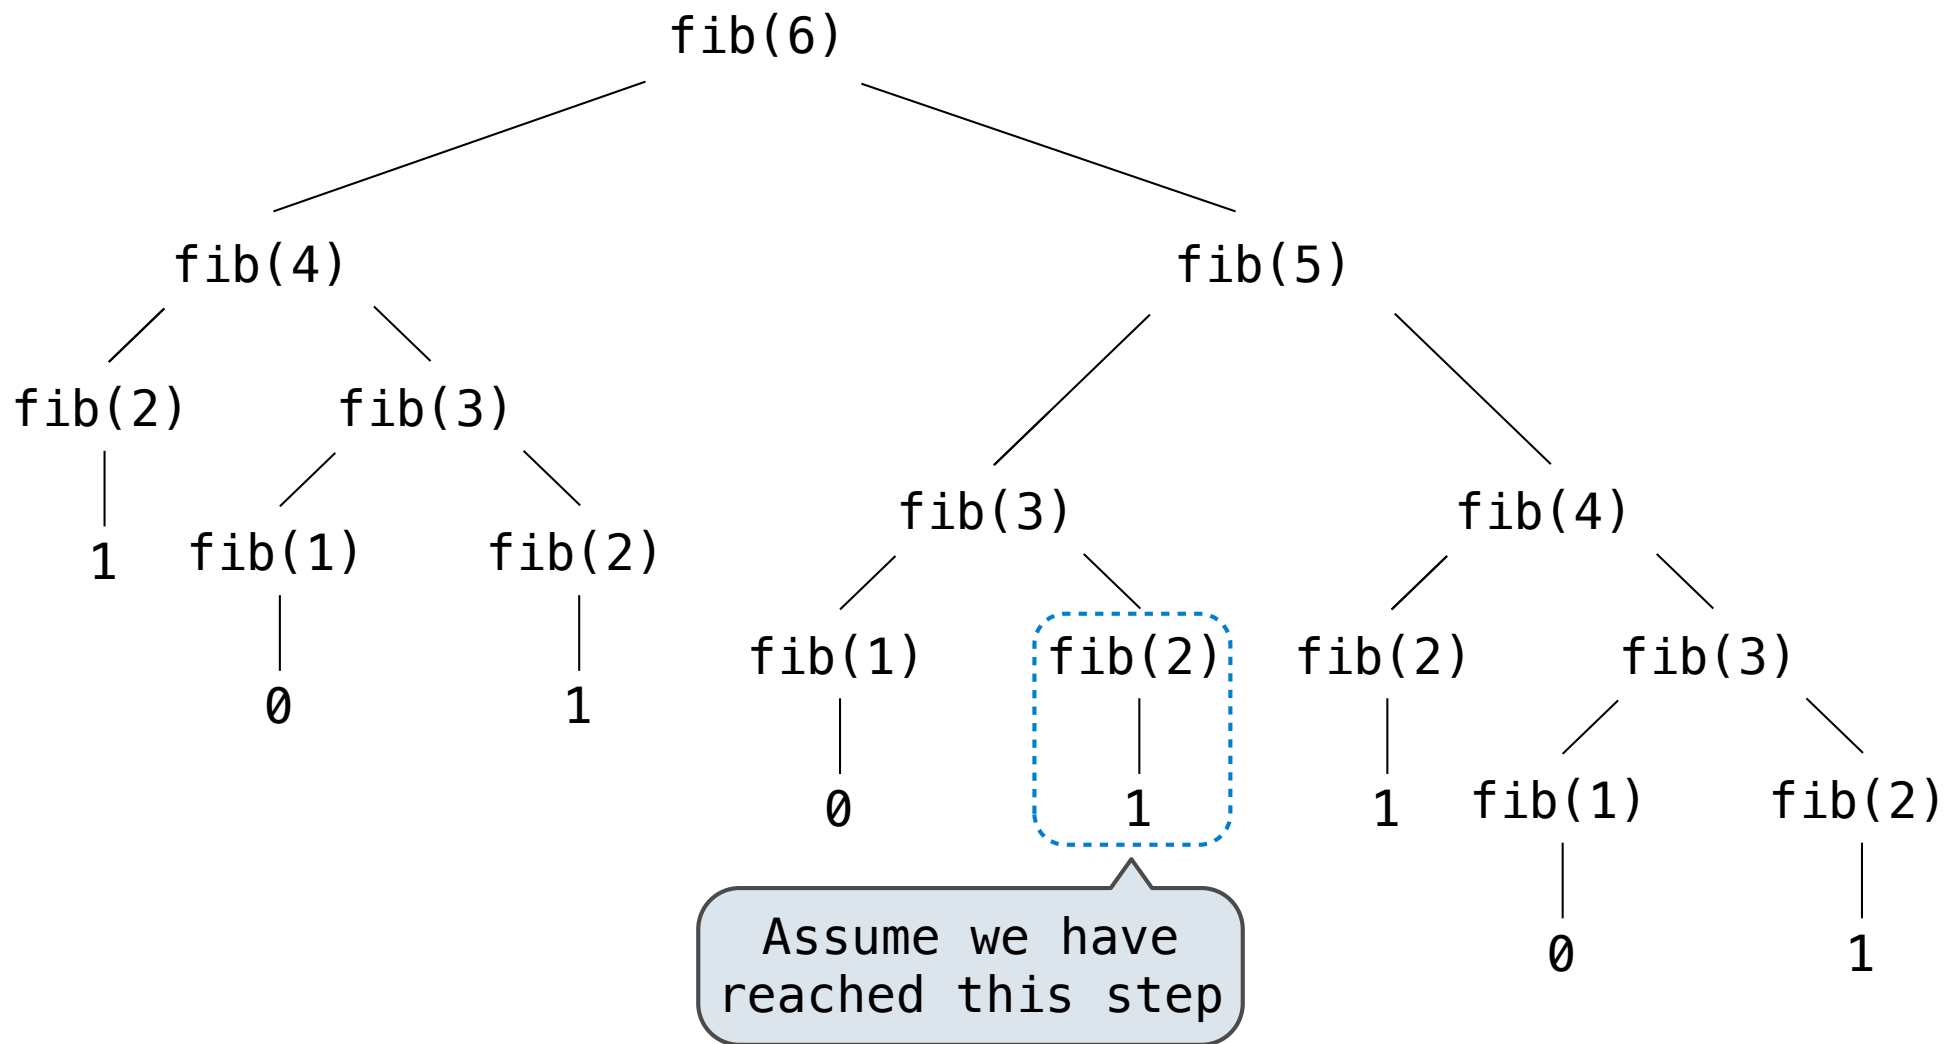 fib(6)
fib(4)
fib(5)
fib(2)
fib(3)
fib(3)
fib(4)
1
fib(1)
fib(2)
fib(1)
fib(2)
fib(2)
fib(3)
0
1
0
1
1
fib(1)
fib(2)
0
1
Assume we have
reached this step